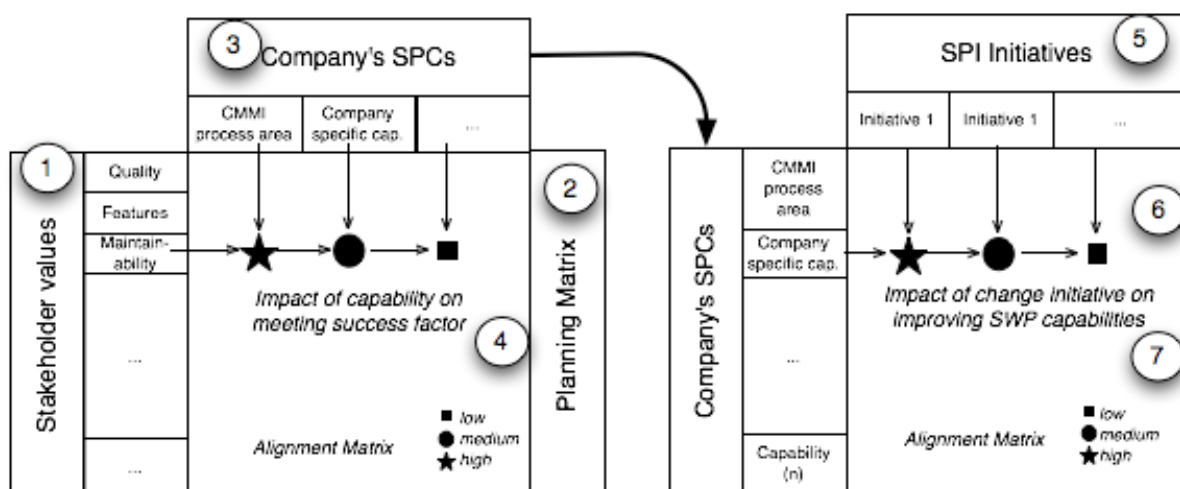 3
Company's SPCs
CMMI
process area
Company
specific cap.
...
1
Stakeholder values
Quality
Features
Maintain-
ability
...
...
Impact of capability on
meeting success factor
4
low
medium
high
Alignment Matrix
2
Planning Matrix
5
SPI Initiatives
Initiative 1
Initiative 1
...
Company's SPCs
CMMI
process
area
Company
specific cap.
...
Capability
(n)
6
Impact of change initiative on
improving SWP capabilities
7
low
medium
high
Alignment Matrix